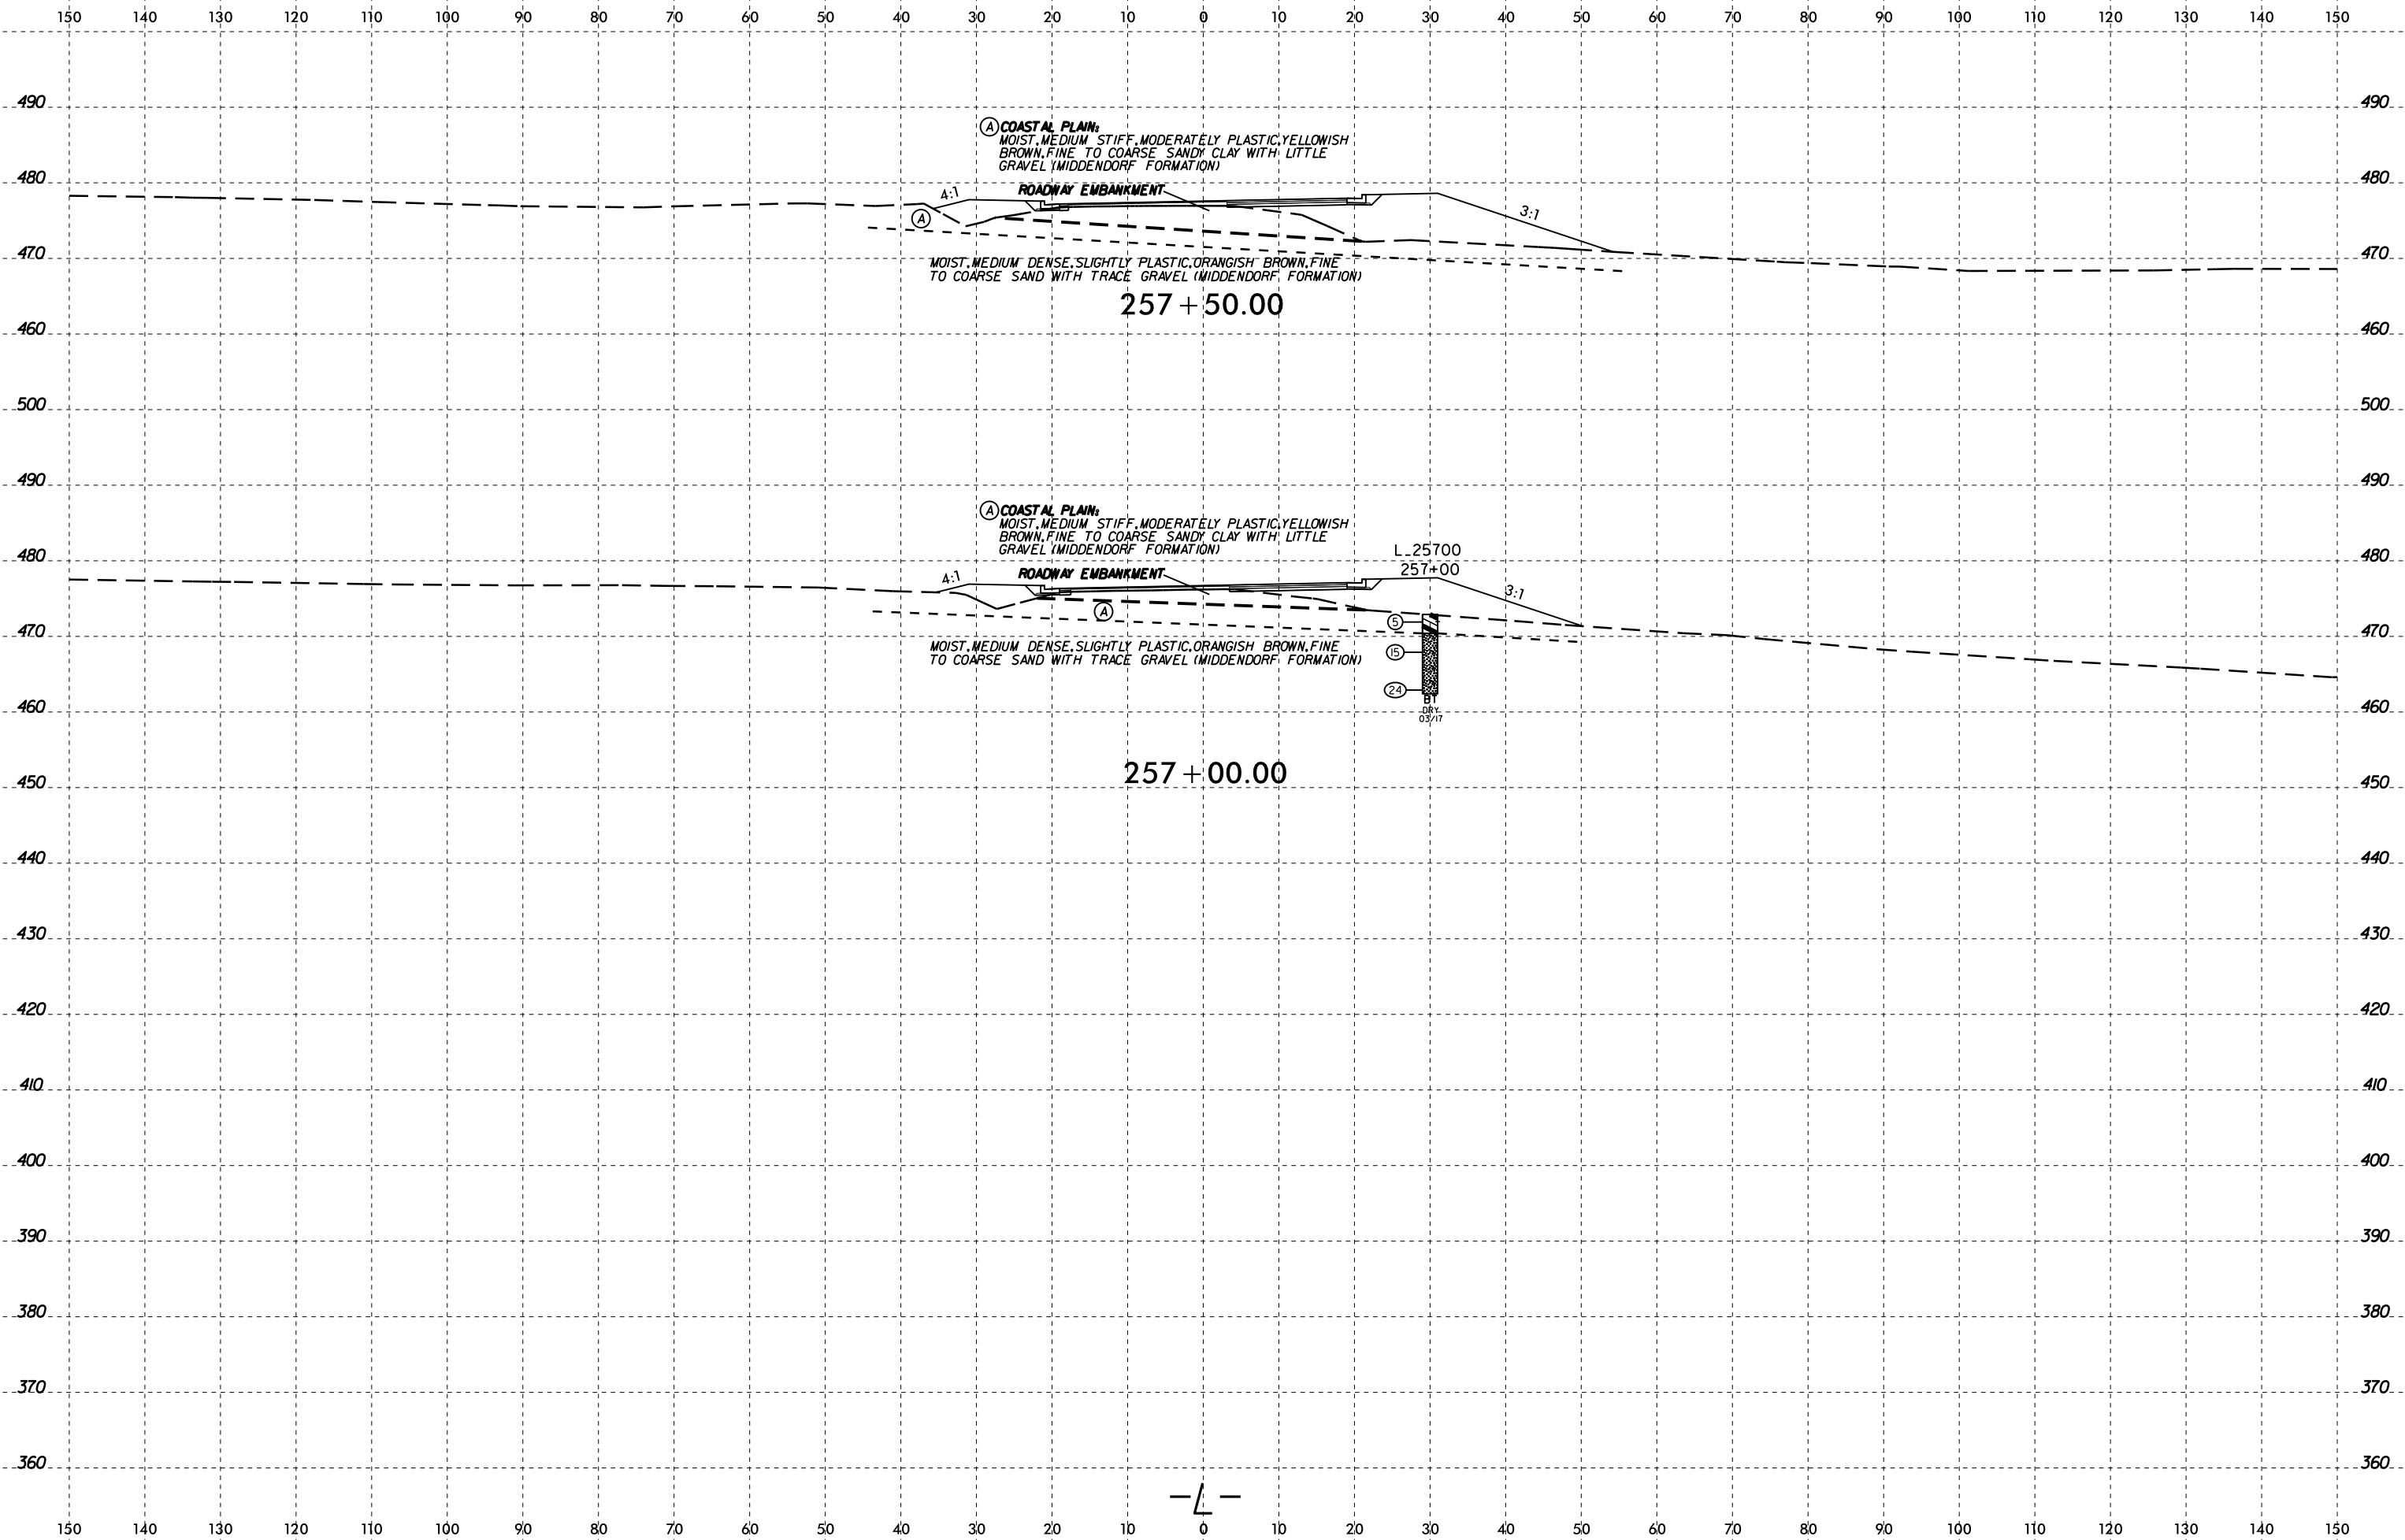 150 140 130 120 110 100 90 80 70 60 50 40 30 20 10 0 10 20 30 40 50 60 70 80 90 100 110 120 130 140 150
490 490
Ⓐ COASTAL PLAIN:
MOIST, MEDIUM STIFF, MODERATELY PLASTIC, YELLOWISH
BROWN, FINE TO COARSE SANDY CLAY WITH LITTLE
GRAVEL (MIDDENDORF FORMATION)
480 480
4:1 ROADWAY EMBANKMENT
3:1
A
470 470
MOIST, MEDIUM DENSE, SLIGHTLY PLASTIC, ORANGISH BROWN, FINE
TO COARSE SAND WITH TRACE GRAVEL (MIDDENDORF FORMATION)
257+50.00
460 460
500 500
490 490
Ⓐ COASTAL PLAIN:
MOIST, MEDIUM STIFF, MODERATELY PLASTIC, YELLOWISH
BROWN, FINE TO COARSE SANDY CLAY WITH LITTLE
GRAVEL (MIDDENDORF FORMATION)
L_25700
480 480
257+00
4:1 ROADWAY EMBANKMENT
3:1
A
5
470 470
MOIST, MEDIUM DENSE, SLIGHTLY PLASTIC, ORANGISH BROWN, FINE
15
TO COARSE SAND WITH TRACE GRAVEL (MIDDENDORF FORMATION)
24
BT
460 460
DRY
03/17
257+00.00
450 450
440 440
430 430
420 420
410 410
400 400
390 390
380 380
370 370
360 360
-L-
150 140 130 120 110 100 90 80 70 60 50 40 30 20 10 0 10 20 30 40 50 60 70 80 90 100 110 120 130 140 150